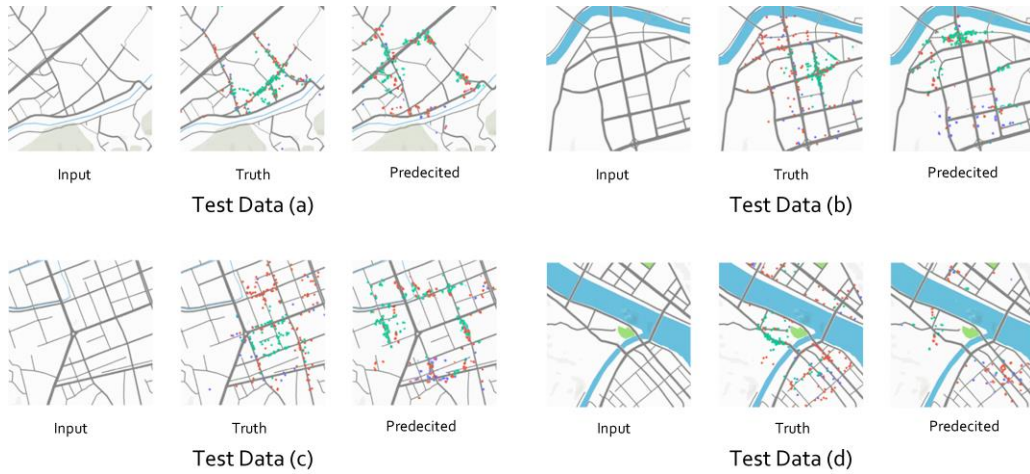 Input Truth Predecited
Test Data (a)
Input Truth Predecited
Test Data (b)
Input Truth Predecited
Test Data (c)
Input Truth Predecited
Test Data (d)